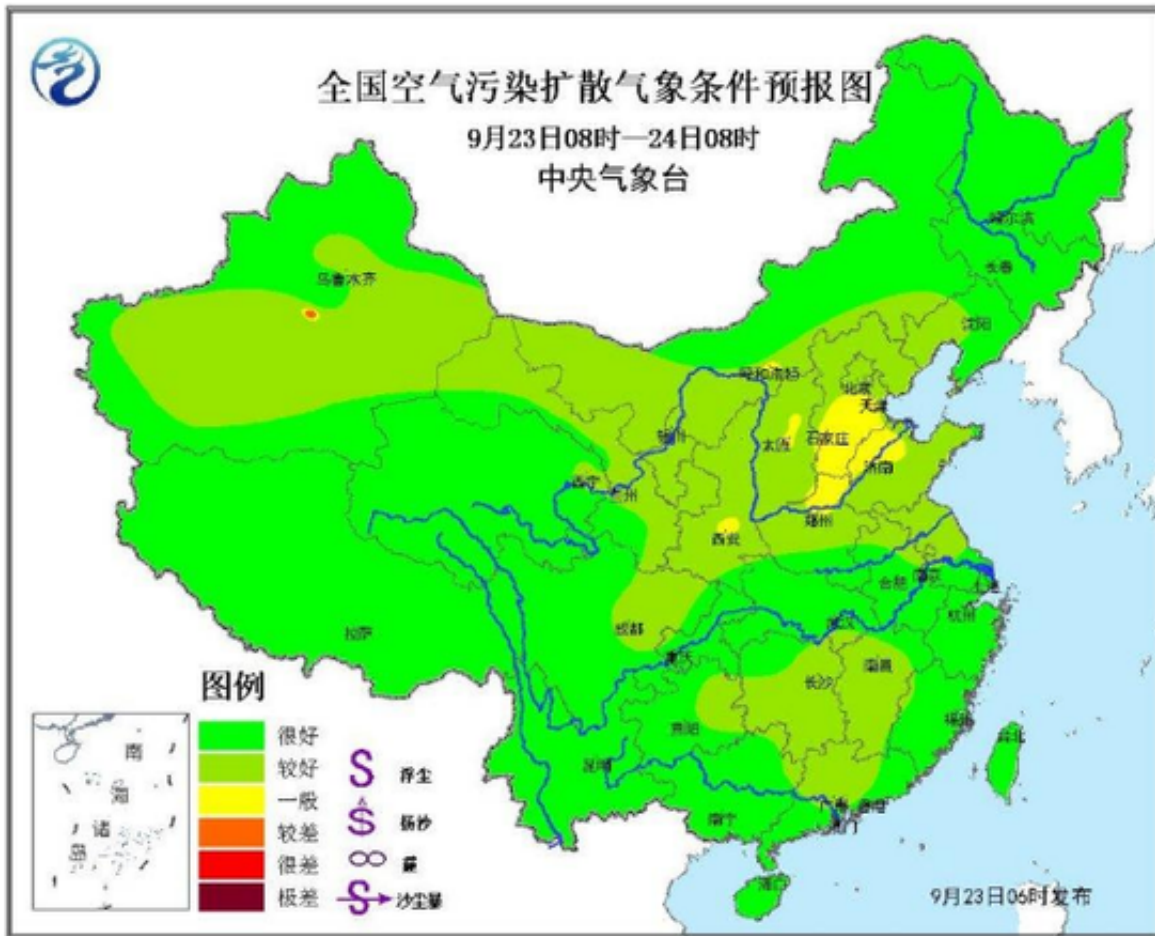 全国空气污染扩散气象条件预报图
9月23日08时—24日08时
中央气象台
哈尔滨
长春
乌鲁木齐
沈阳
呼和浩特
北京
天津
银川
太原
石家庄
济南
西宁
兰州
郑州
西安
合肥
南京
上海
杭州
成都
武汉
拉萨
重庆
南昌
长沙
贵阳
福州
台北
昆明
广州
香港
澳门
南宁
海口
图例
很好
较好
一般
较差
很差
极差
浮尘
扬沙
霾
沙尘暴
南
海
诸
岛
9月23日06时发布